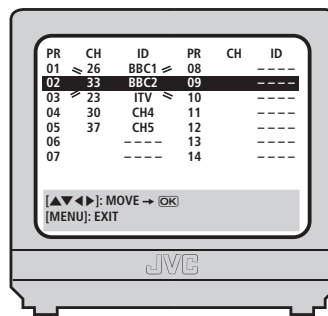 PR CH ID PR CH ID
01 26 BBC1 08 ----
02 33 BBC2 09 ----
03 23 ITV 10 ----
04 30 CH4 11 ----
05 37 CH5 12 ----
06 ---- 13 ----
07 ---- 14 ----
[▲▼◀▶]: MOVE → OK
[MENU]: EXIT
JVC